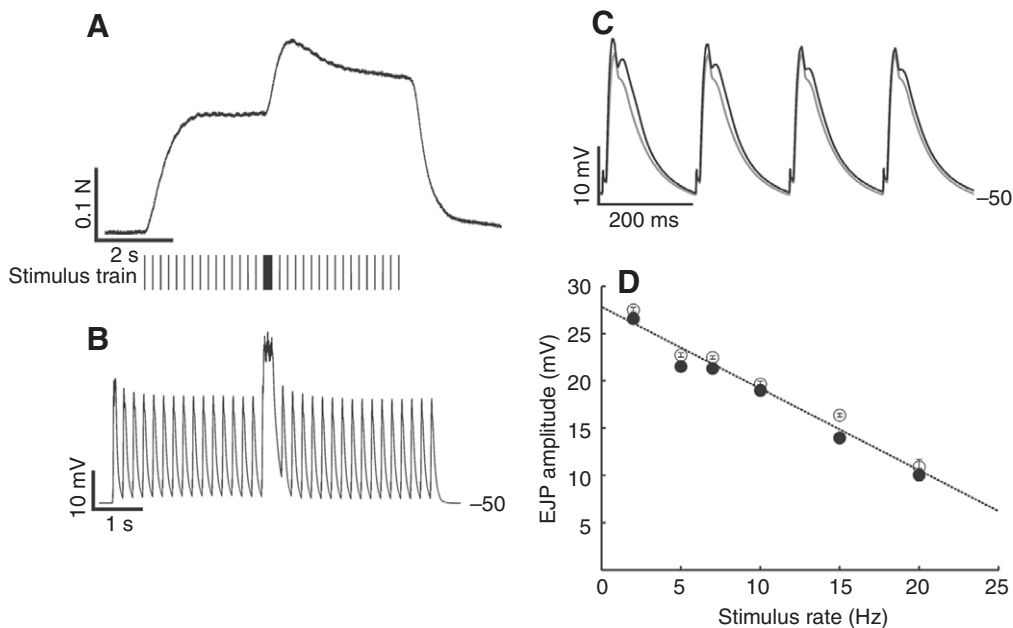 A
0.1 N
2 s
Stimulus train
B
10 mV
1 s
–50
C
10 mV
200 ms
–50
D
EJP amplitude (mV)
30
25
20
15
10
5
0
5
10
15
20
25
Stimulus rate (Hz)